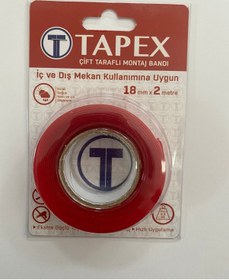 T TAPEX
ÇİFT TARAFLI MONTAJ BANDI
İç ve Dış Mekan Kullanımına Uygun
18 mm x 2 metre
T